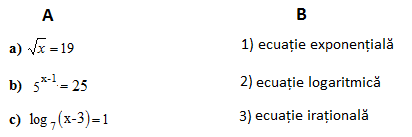 A B
a) √x = 19 1) ecuație exponențială
b) 5^(x-1) = 25 2) ecuație logaritmică
c) log₇(x-3)=1 3) ecuație irațională